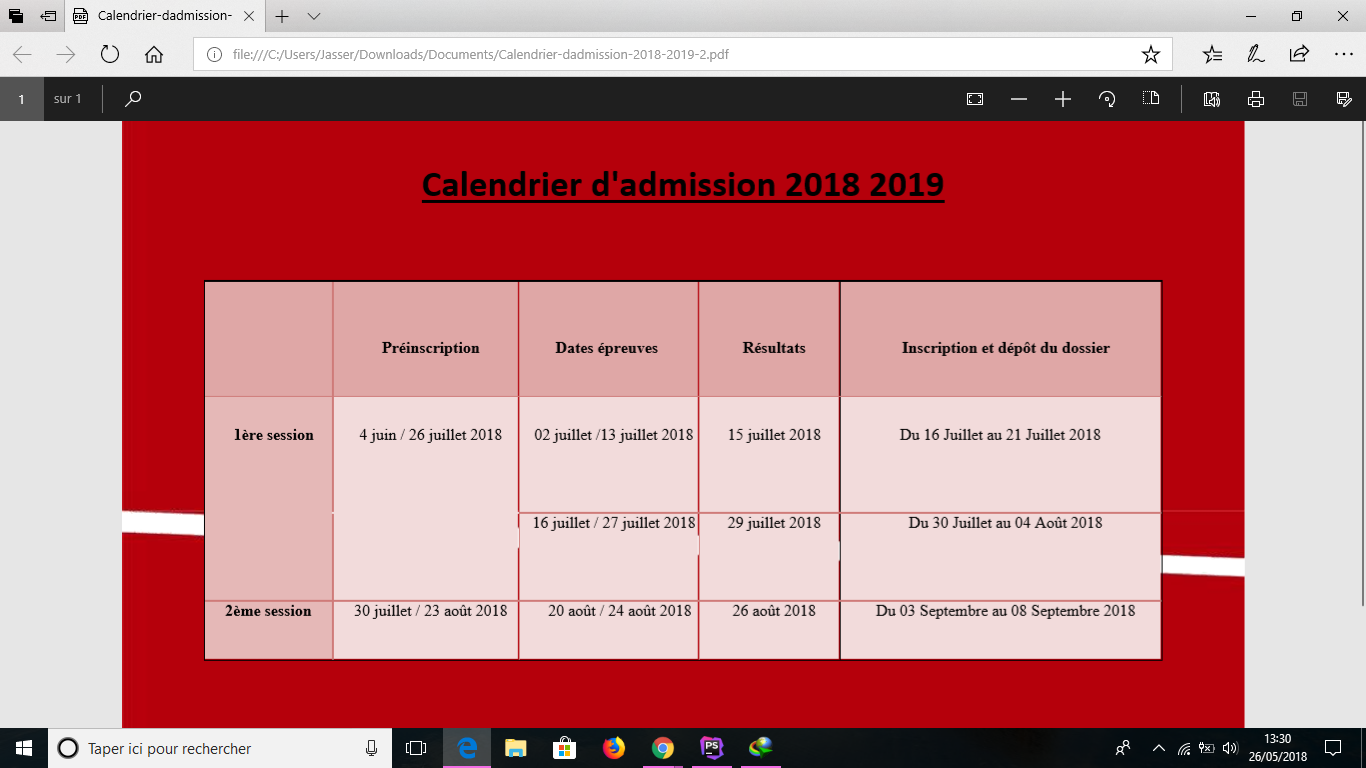 Calendrier-dadmission-
file:///C:/Users/Jasser/Downloads/Documents/Calendrier-dadmission-2018-2019-2.pdf
1 sur 1
Calendrier d'admission 2018 2019
Préinscription Dates épreuves Résultats Inscription et dépôt du dossier
1ère session 4 juin / 26 juillet 2018 02 juillet /13 juillet 2018 15 juillet 2018 Du 16 Juillet au 21 Juillet 2018
16 juillet / 27 juillet 2018 29 juillet 2018 Du 30 Juillet au 04 Août 2018
2ème session 30 juillet / 23 août 2018 20 août / 24 août 2018 26 août 2018 Du 03 Septembre au 08 Septembre 2018
Taper ici pour rechercher
PS
13:30
26/05/2018